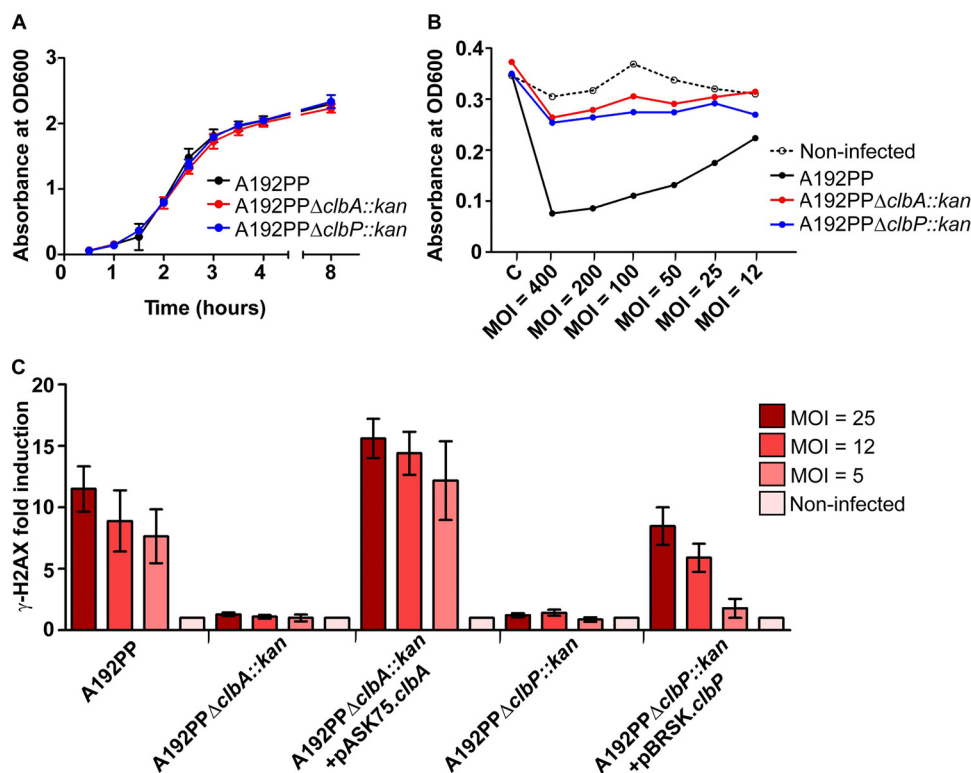 A
Absorbance at OD600
3
2
1
0
0
1
2
3
4
8
Time (hours)
A192PP
A192PPΔclbA::kan
A192PPΔclbP::kan
B
Absorbance at OD600
0.4
0.3
0.2
0.1
0
C
MOI = 400
MOI = 200
MOI = 100
MOI = 50
MOI = 25
MOI = 12
Non-infected
A192PP
A192PPΔclbA::kan
A192PPΔclbP::kan
C
γ-H2AX fold induction
20
15
10
5
0
MOI = 25
MOI = 12
MOI = 5
Non-infected
A192PP
A192PPΔclbA::kan
A192PPΔclbA::kan
+pASK75.clbA
A192PPΔclbP::kan
A192PPΔclbP::kan
+pBRSK.clbP